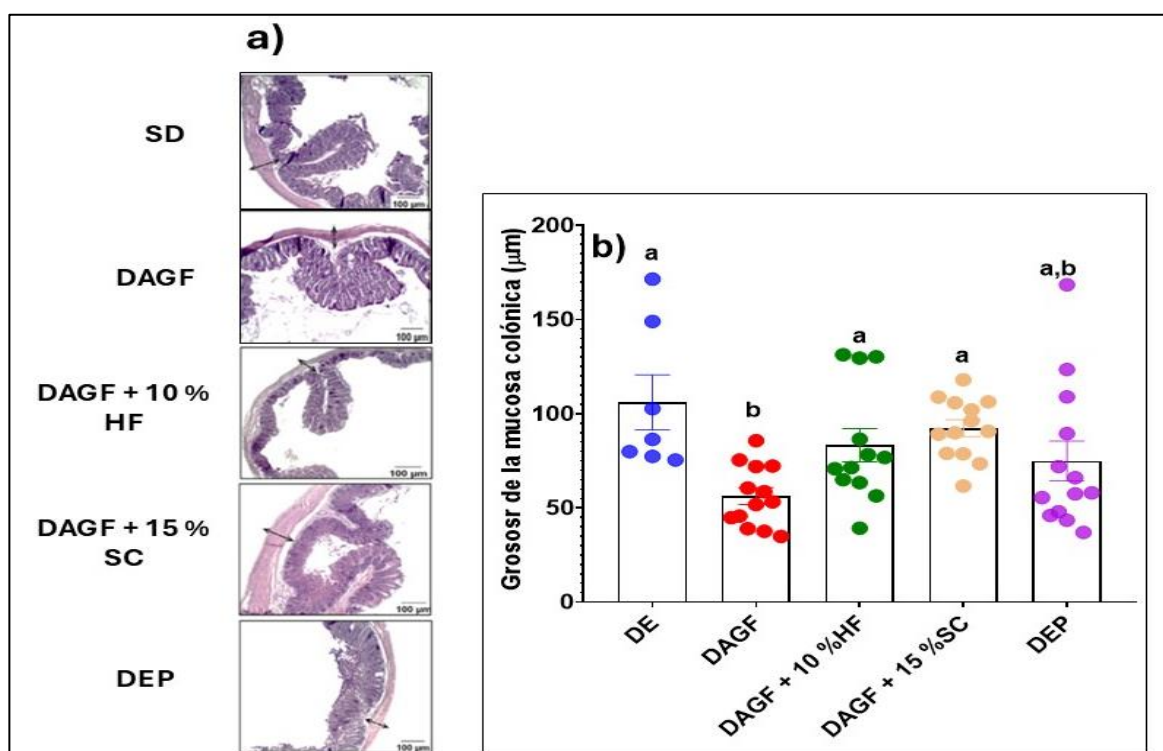 a)
SD
100 µm
DAGF
100 µm
DAGF + 10 %
HF
100 µm
DAGF + 15 %
SC
100 µm
DEP
100 µm
b)
Grososr de la mucosa colónica (µm)
200
150
100
50
0
a
b
a
a
a,b
DE
DAGF
DAGF + 10 %HF
DAGF + 15 %SC
DEP